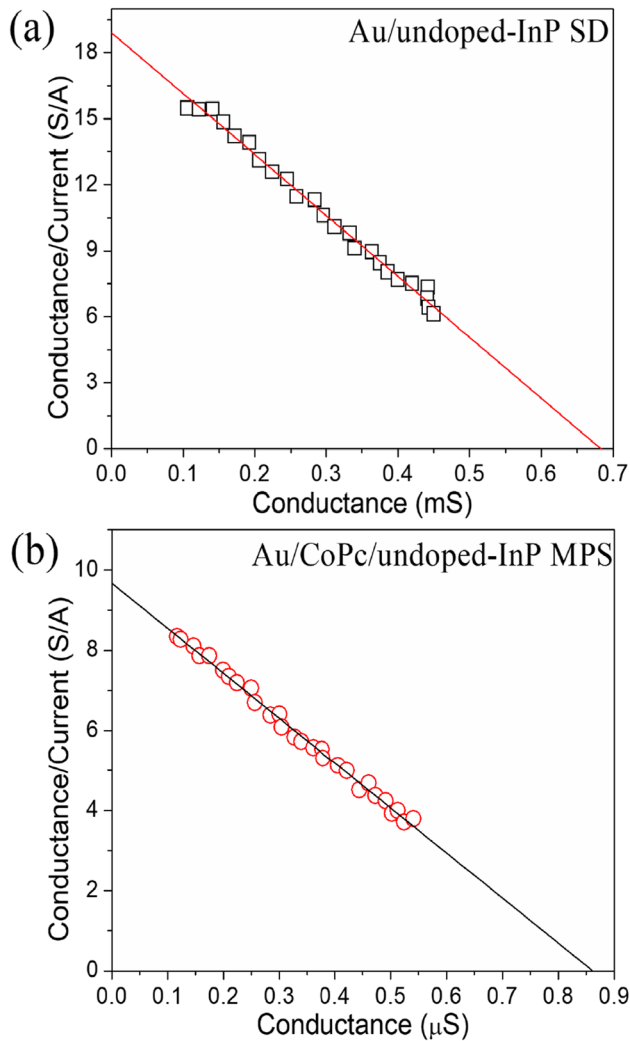 (a)
Au/undoped-InP SD
Conductance/Current (S/A)
18
15
12
9
6
3
0
0.0 0.1 0.2 0.3 0.4 0.5 0.6 0.7
Conductance (mS)
(b)
Au/CoPc/undoped-InP MPS
Conductance/Current (S/A)
10
8
6
4
2
0
0.0 0.1 0.2 0.3 0.4 0.5 0.6 0.7 0.8 0.9
Conductance (μS)